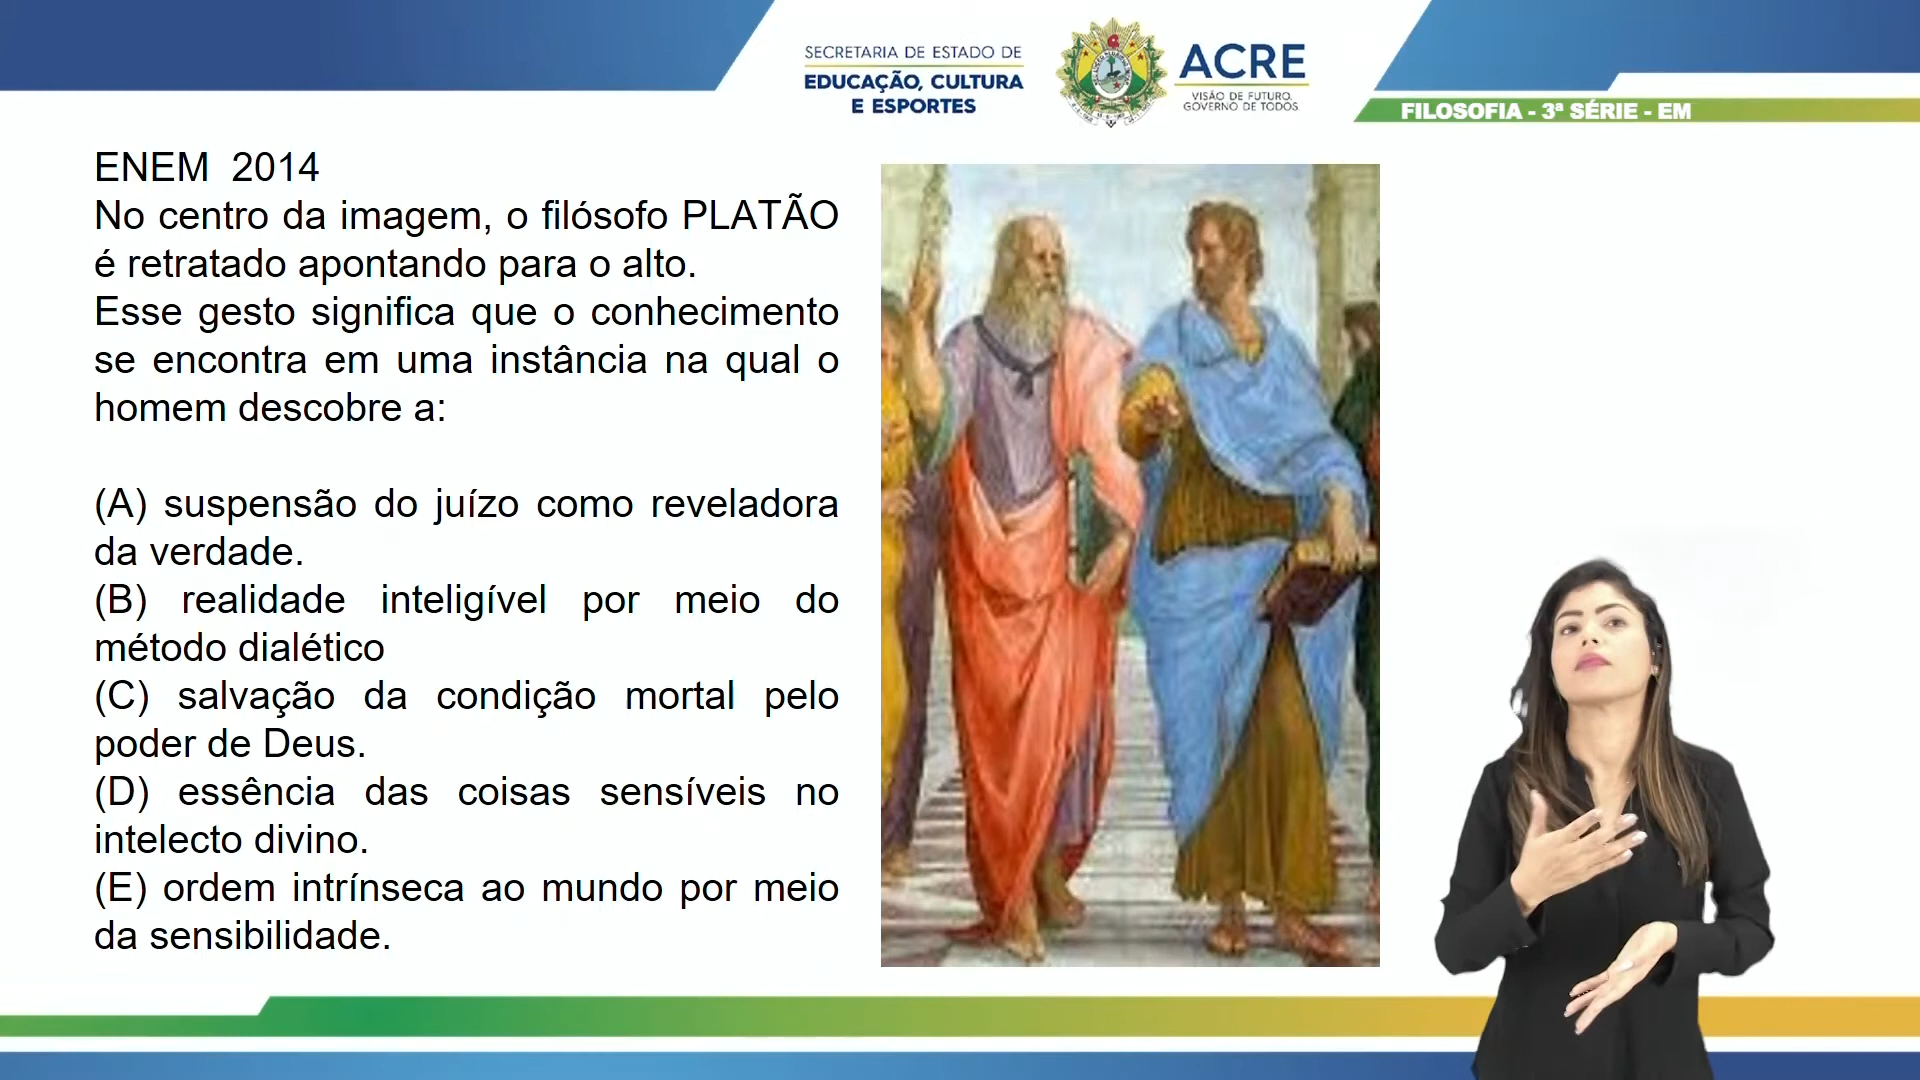 SECRETARIA DE ESTADO DE
EDUCAÇÃO, CULTURA
E ESPORTES
ACRE
VISÃO DE FUTURO.
GOVERNO DE TODOS.
FILOSOFIA - 3ª SÉRIE - EM
ENEM 2014
No centro da imagem, o filósofo PLATÃO
é retratado apontando para o alto.
Esse gesto significa que o conhecimento
se encontra em uma instância na qual o
homem descobre a:
(A) suspensão do juízo como reveladora
da verdade.
(B) realidade inteligível por meio do
método dialético
(C) salvação da condição mortal pelo
poder de Deus.
(D) essência das coisas sensíveis no
intelecto divino.
(E) ordem intrínseca ao mundo por meio
da sensibilidade.